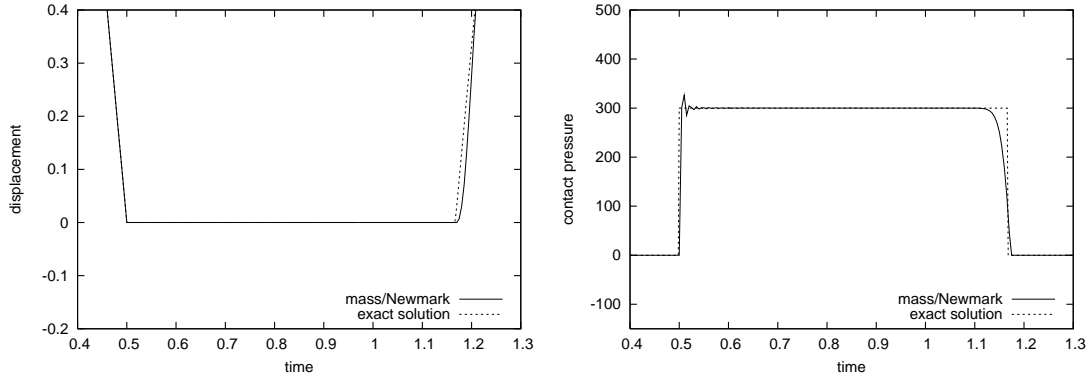 0.4
0.3
0.2
0.1
0
-0.1
-0.2
displacement
mass/Newmark
exact solution
0.4 0.5 0.6 0.7 0.8 0.9 1 1.1 1.2 1.3
time
500
400
300
200
100
0
-100
contact pressure
mass/Newmark
exact solution
0.4 0.5 0.6 0.7 0.8 0.9 1 1.1 1.2 1.3
time